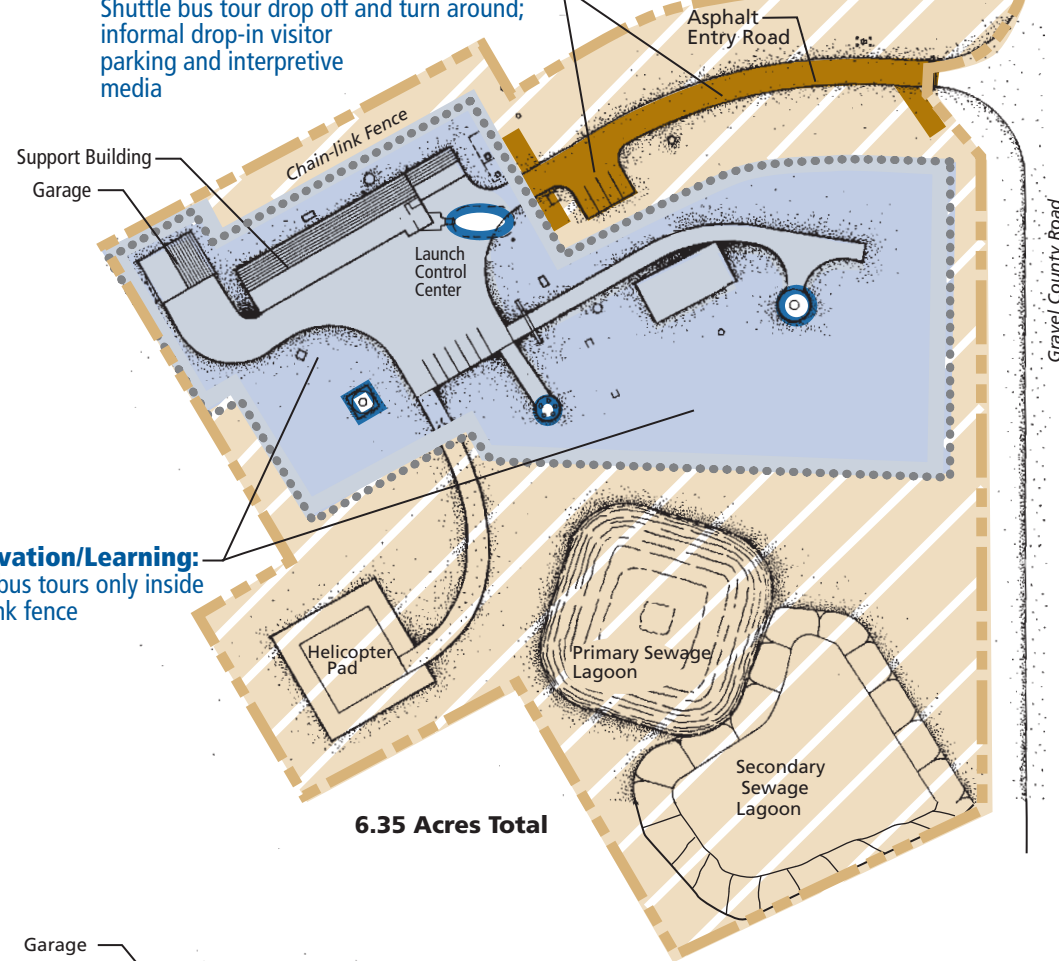 Shuttle bus tour drop off and turn around;
informal drop-in visitor
parking and interpretive
media
Asphalt
Entry Road
Chain-link Fence
Support Building
Garage
Launch
Control
Center
Gravel County Road
vation/Learning:
bus tours only inside
nk fence
Helicopter
Pad
Primary Sewage
Lagoon
Secondary
Sewage
Lagoon
6.35 Acres Total
Garage